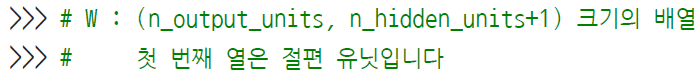 >>> # W : (n_output_units, n_hidden_units+1) 크기의 배열
>>> #     첫 번째 열은 절편 유닛입니다